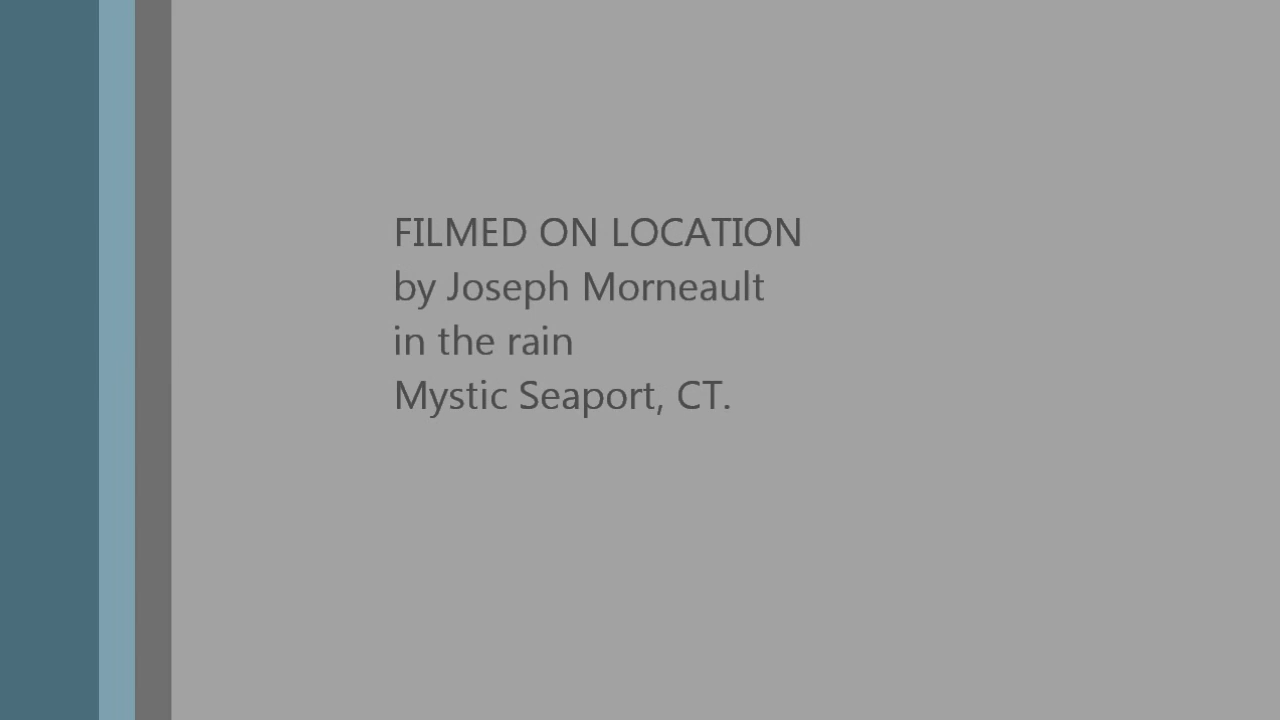 FILMED ON LOCATION
by Joseph Morneault
in the rain
Mystic Seaport, CT.